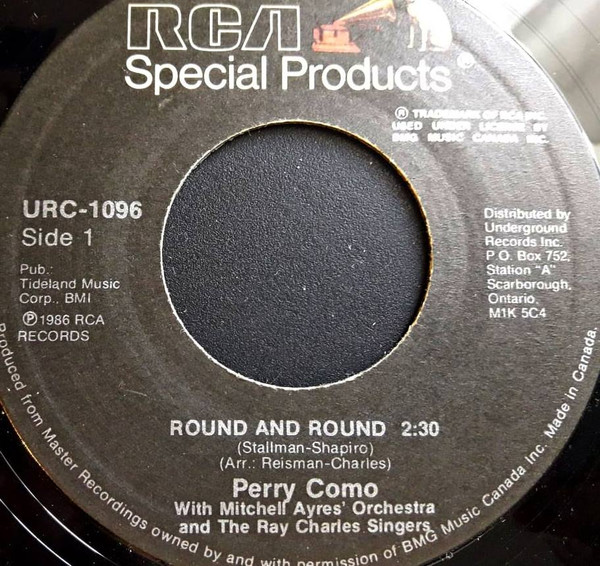 RCA
Special Products®
® TRADEMARK OF RCA INC.
USED UNDER LICENSE BY
BMG MUSIC CANADA INC.
URC-1096
Side 1
Pub.:
Tideland Music
Corp., BMI
℗1986 RCA
RECORDS
Distributed by
Underground
Records Inc.
P.O. Box 752,
Station "A"
Scarborough,
Ontario,
M1K 5C4
ROUND AND ROUND 2:30
(Stallman-Shapiro)
(Arr.: Reisman-Charles)
Perry Como
With Mitchell Ayres' Orchestra
and The Ray Charles Singers
Produced from Master Recordings owned by and with permission of BMG Music Canada Inc. Made in Canada.